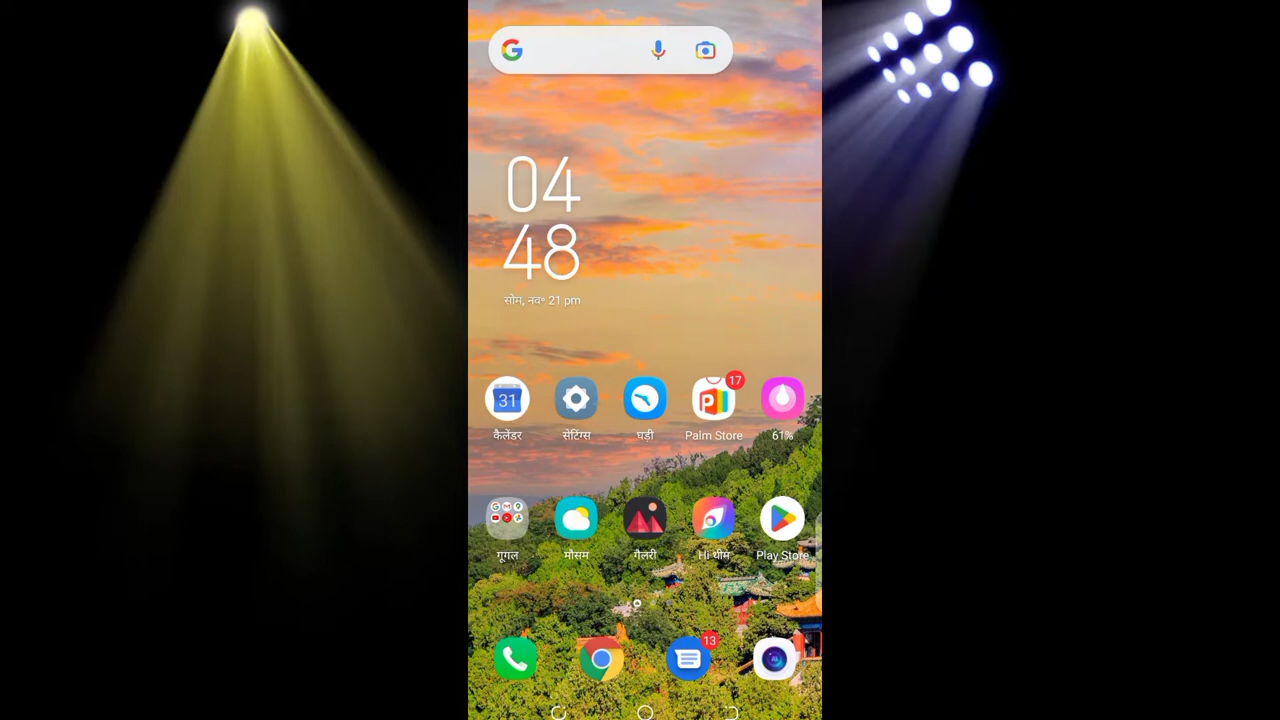 04
48
सोम, नव॰ 21 pm
31
17
कैलेंडर
सेटिंग्स
घड़ी
Palm Store
61%
गूगल
मौसम
गैलरी
Hi थीम
Play Store
13